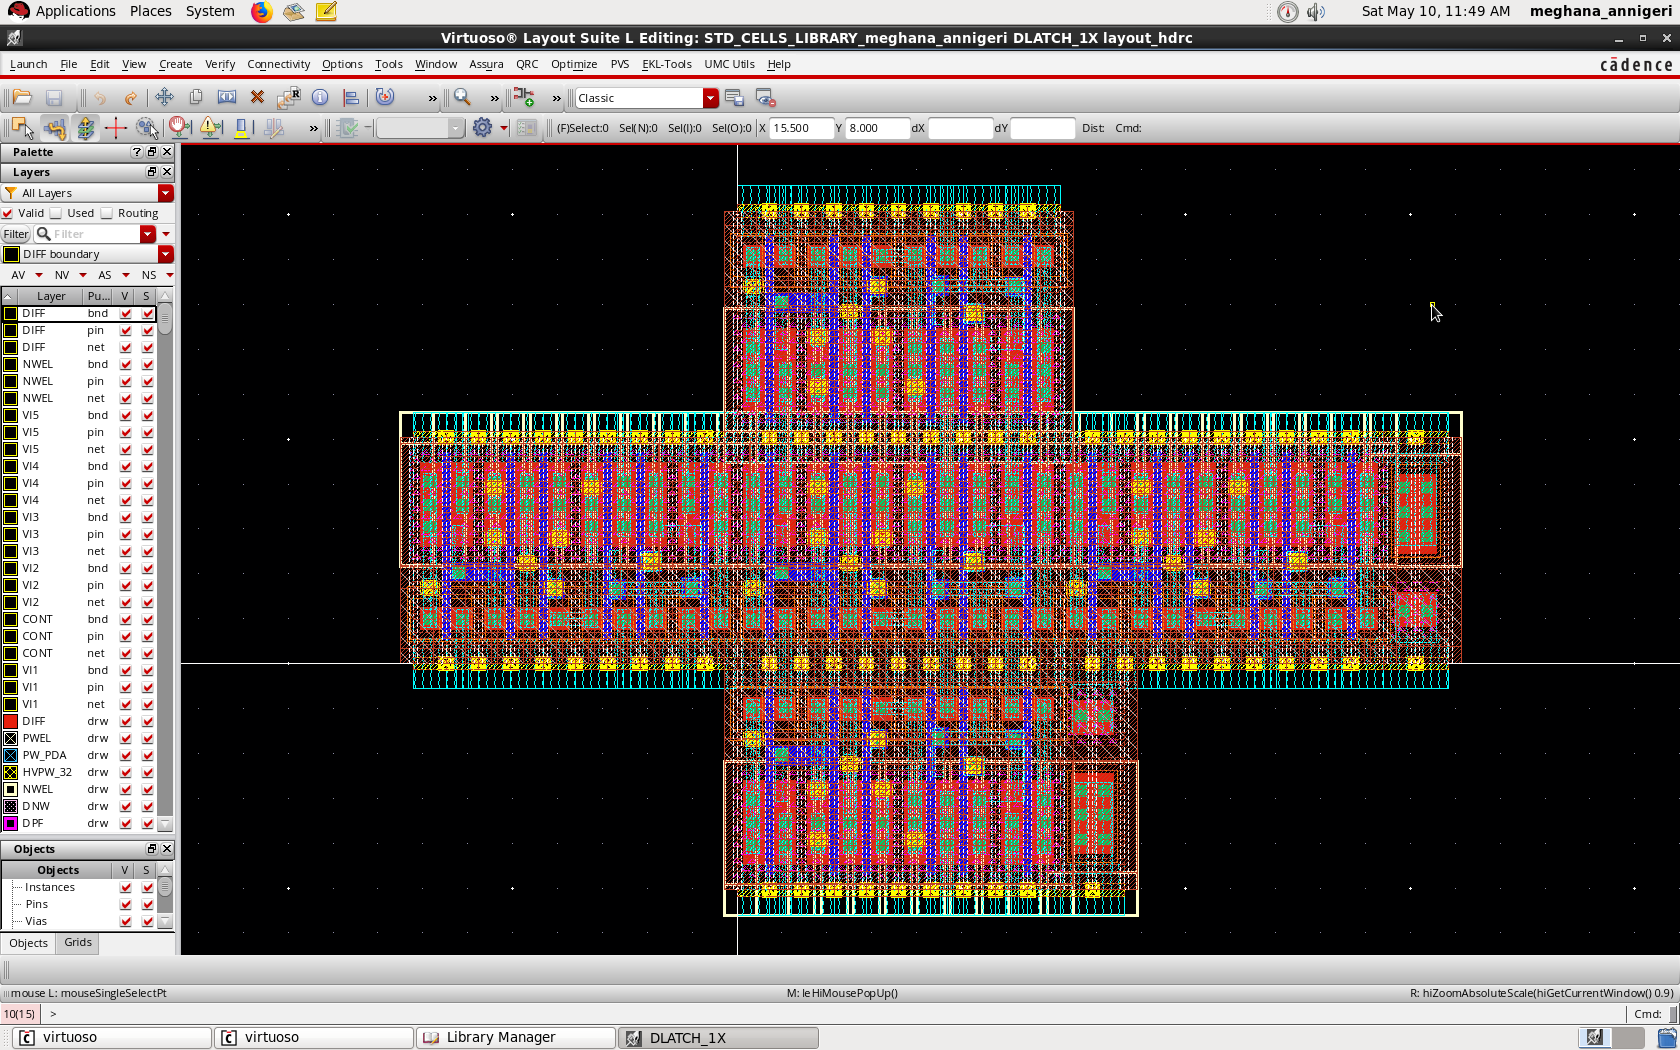 Applications Places System Sat May 10, 11:49 AM meghana_annigeri
Virtuoso® Layout Suite L Editing: STD_CELLS_LIBRARY_meghana_annigeri DLATCH_1X layout_hdrc
Launch File Edit View Create Verify Connectivity Options Tools Window Assura QRC Optimize PVS EKL-Tools UMC Utils Help cādence
» » » Classic
» (F)Select:0 Sel(N):0 Sel(I):0 Sel(O):0 X 15.500 Y 8.000 dX dY Dist: Cmd:
Palette
Layers
All Layers
Valid Used Routing
Filter Filter
DIFF boundary
AV NV AS NS
Layer Pu... V S
DIFF bnd
DIFF pin
DIFF net
NWEL bnd
NWEL pin
NWEL net
VI5 bnd
VI5 pin
VI5 net
VI4 bnd
VI4 pin
VI4 net
VI3 bnd
VI3 pin
VI3 net
VI2 bnd
VI2 pin
VI2 net
CONT bnd
CONT pin
CONT net
VI1 bnd
VI1 pin
VI1 net
DIFF drw
PWEL drw
PW_PDA drw
HVPW_32 drw
NWEL drw
DNW drw
DPF drw
Objects
Objects V S
Instances
Pins
Vias
Objects Grids
mouse L: mouseSingleSelectPt M: leHiMousePopUp() R: hiZoomAbsoluteScale(hiGetCurrentWindow() 0.9)
10(15) > Cmd:
virtuoso virtuoso Library Manager DLATCH_1X